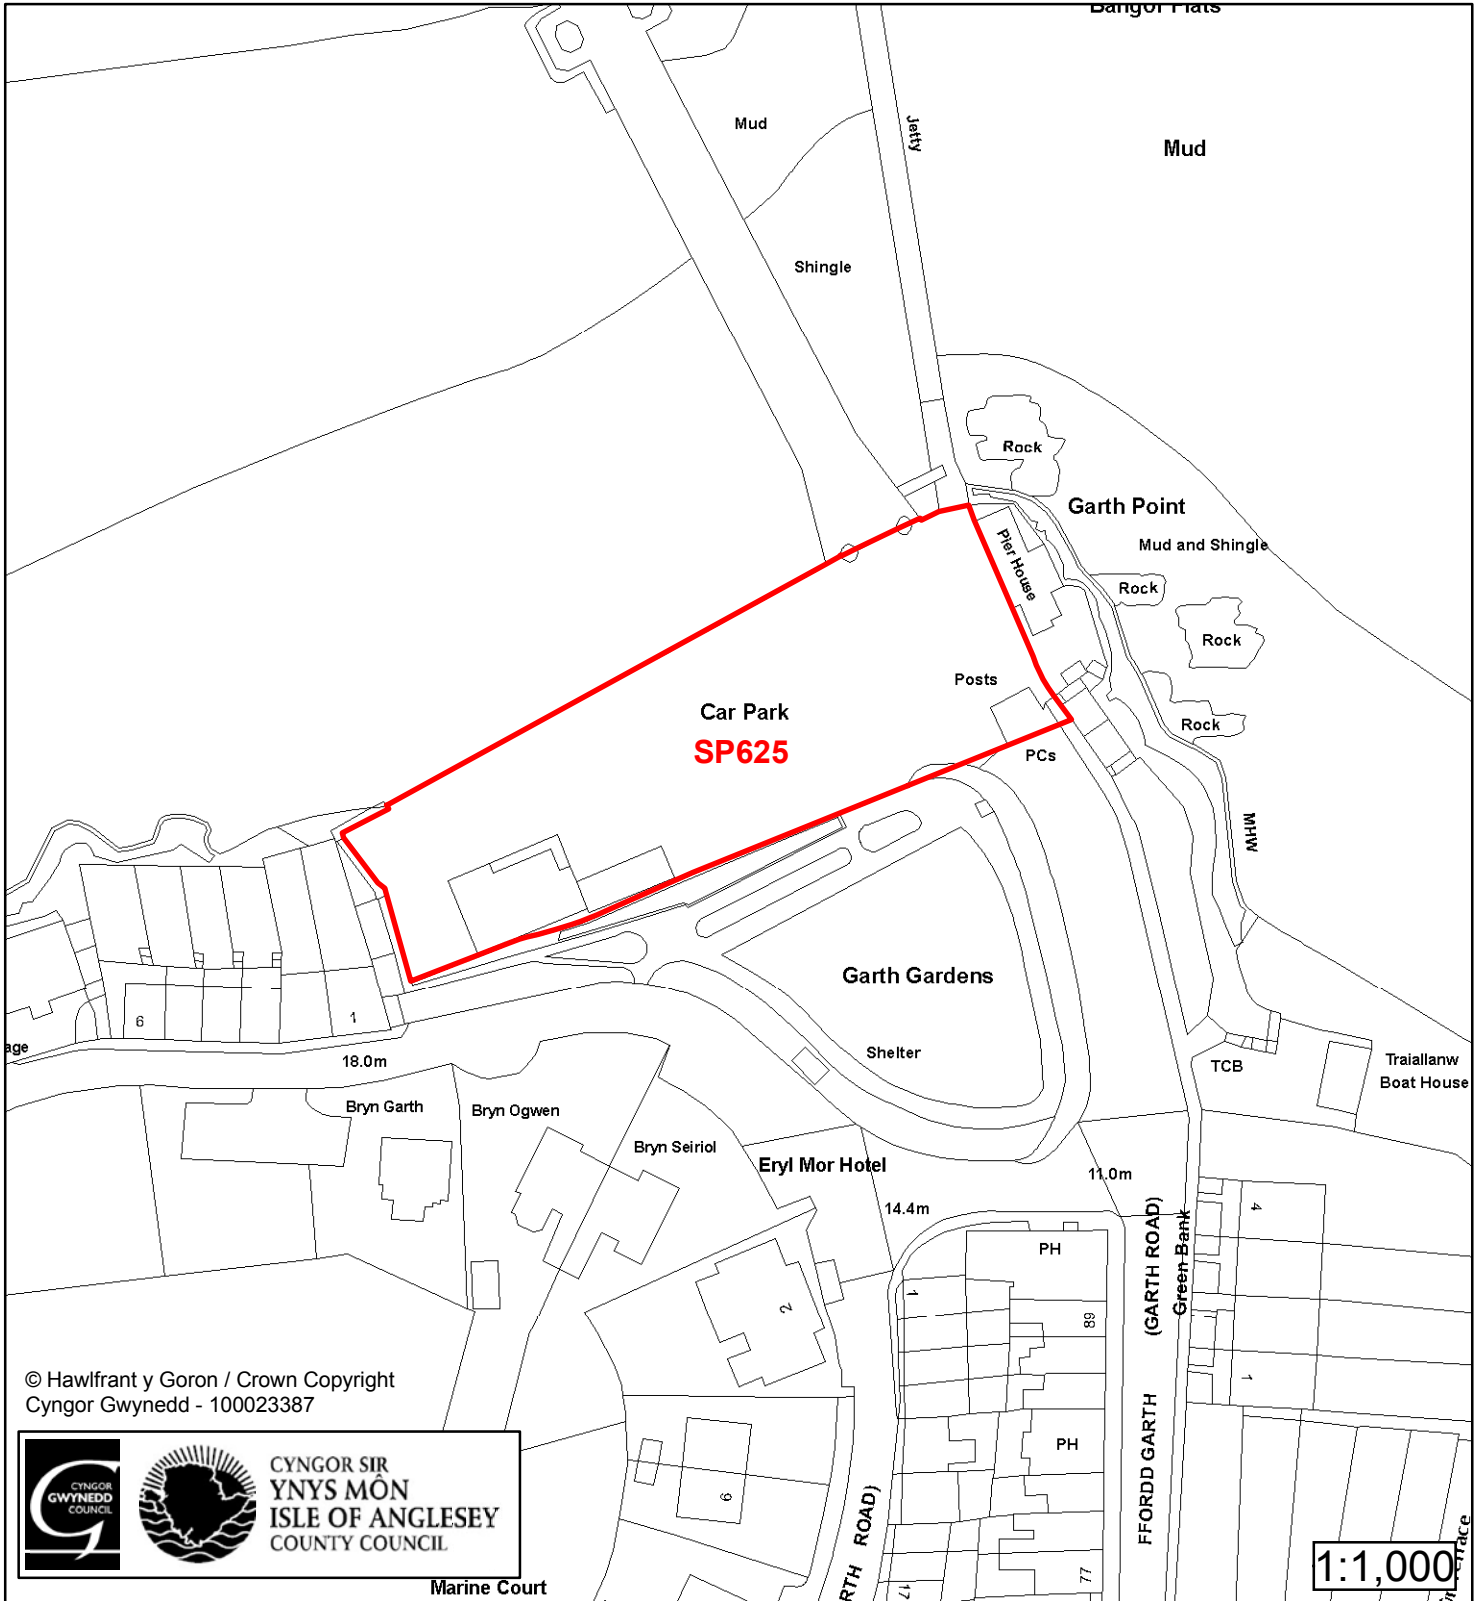 Bangor Flats
Mud
Jetty
Mud
Shingle
Rock
Garth Point
Mud and Shingle
Pier House
Rock
Rock
Posts
Car Park
SP625
Rock
PCs
MHW
Garth Gardens
6
1
18.0m
Shelter
TCB
Traiallanw
Boat House
Bryn Garth
Bryn Ogwen
Bryn Seiriol
Eryl Mor Hotel
11.0m
14.4m
4
PH
(GARTH ROAD)
Green Bank
1
2
89
1
FFORDD GARTH
PH
9
ROAD)
77
17
© Hawlfrant y Goron / Crown Copyright
Cyngor Gwynedd - 100023387
CYNGOR
GWYNEDD
COUNCIL
CYNGOR SIR
YNYS MÔN
ISLE OF ANGLESEY
COUNTY COUNCIL
Marine Court
1:1,000